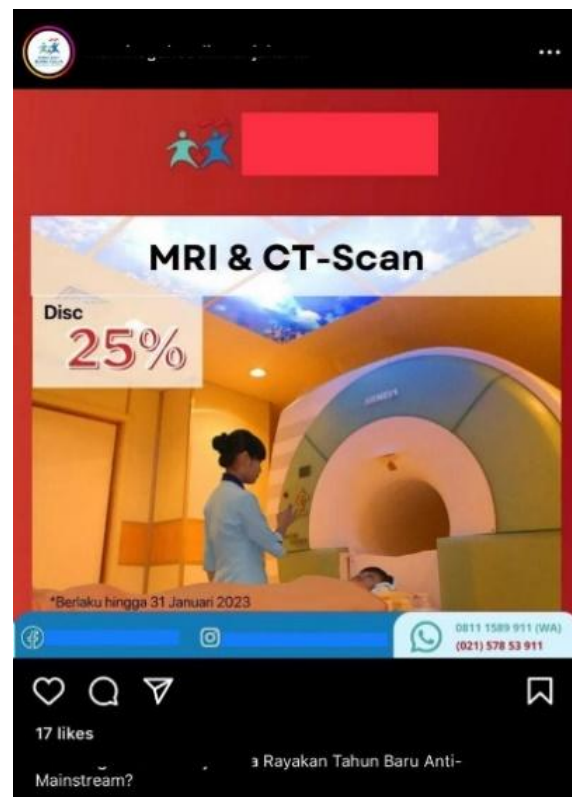 MRI & CT-Scan
Disc
25%
SIEMENS
*Berlaku hingga 31 Januari 2023
0811 1589 911 (WA)
(021) 578 53 911
17 likes
Rayakan Tahun Baru Anti-
Mainstream?